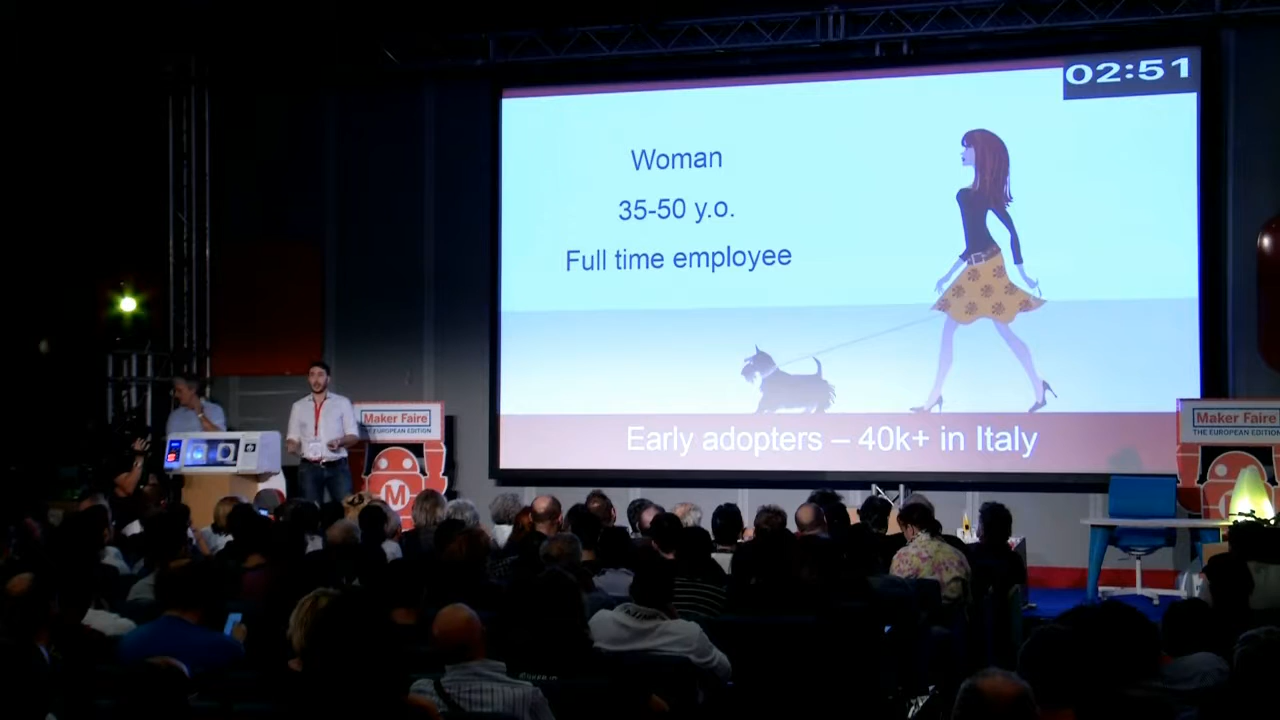 02:51
Woman
35-50 y.o.
Full time employee
Early adopters – 40k+ in Italy
Maker Faire
THE EUROPEAN EDITION
M
Maker Faire
THE EUROPEAN EDITION